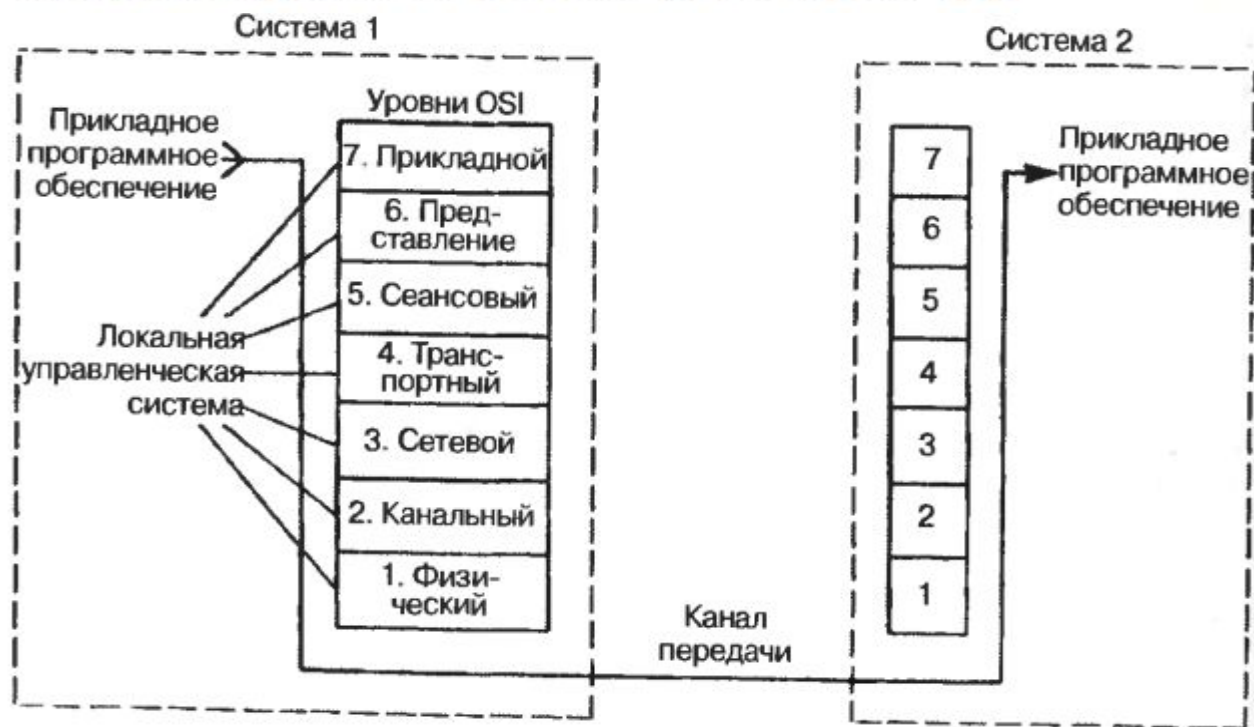 Система 1
Прикладное
программное
обеспечение
Уровни OSI
7. Прикладной
6. Пред-
ставление
5. Сеансовый
4. Транс-
портный
3. Сетевой
2. Канальный
1. Физи-
ческий
Локальная
управленческая
система
Канал
передачи
Система 2
7
6
5
4
3
2
1
Прикладное
программное
обеспечение